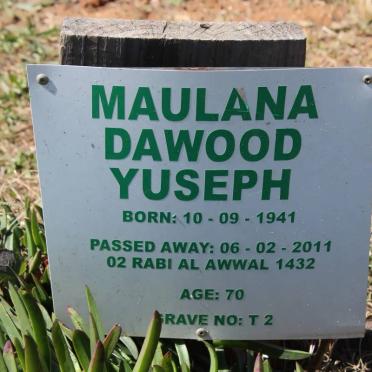 MAULANA
DAWOOD
YUSEPH
BORN: 10 - 09 - 1941
PASSED AWAY: 06 - 02 - 2011
02 RABI AL AWWAL 1432
AGE: 70
GRAVE NO: T 2